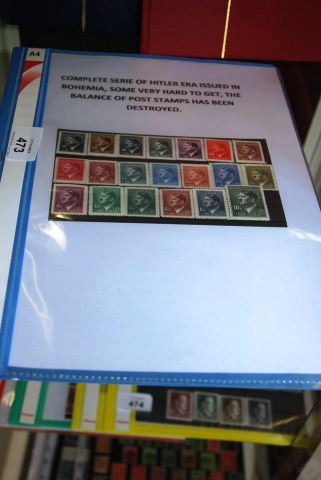 A4
COMPLETE SERIE OF HITLER ERA ISSUED IN
BOHEMIA, SOME VERY HARD TO GET, THE
BALANCE OF POST STAMPS HAS BEEN
DESTROYED.
473
474